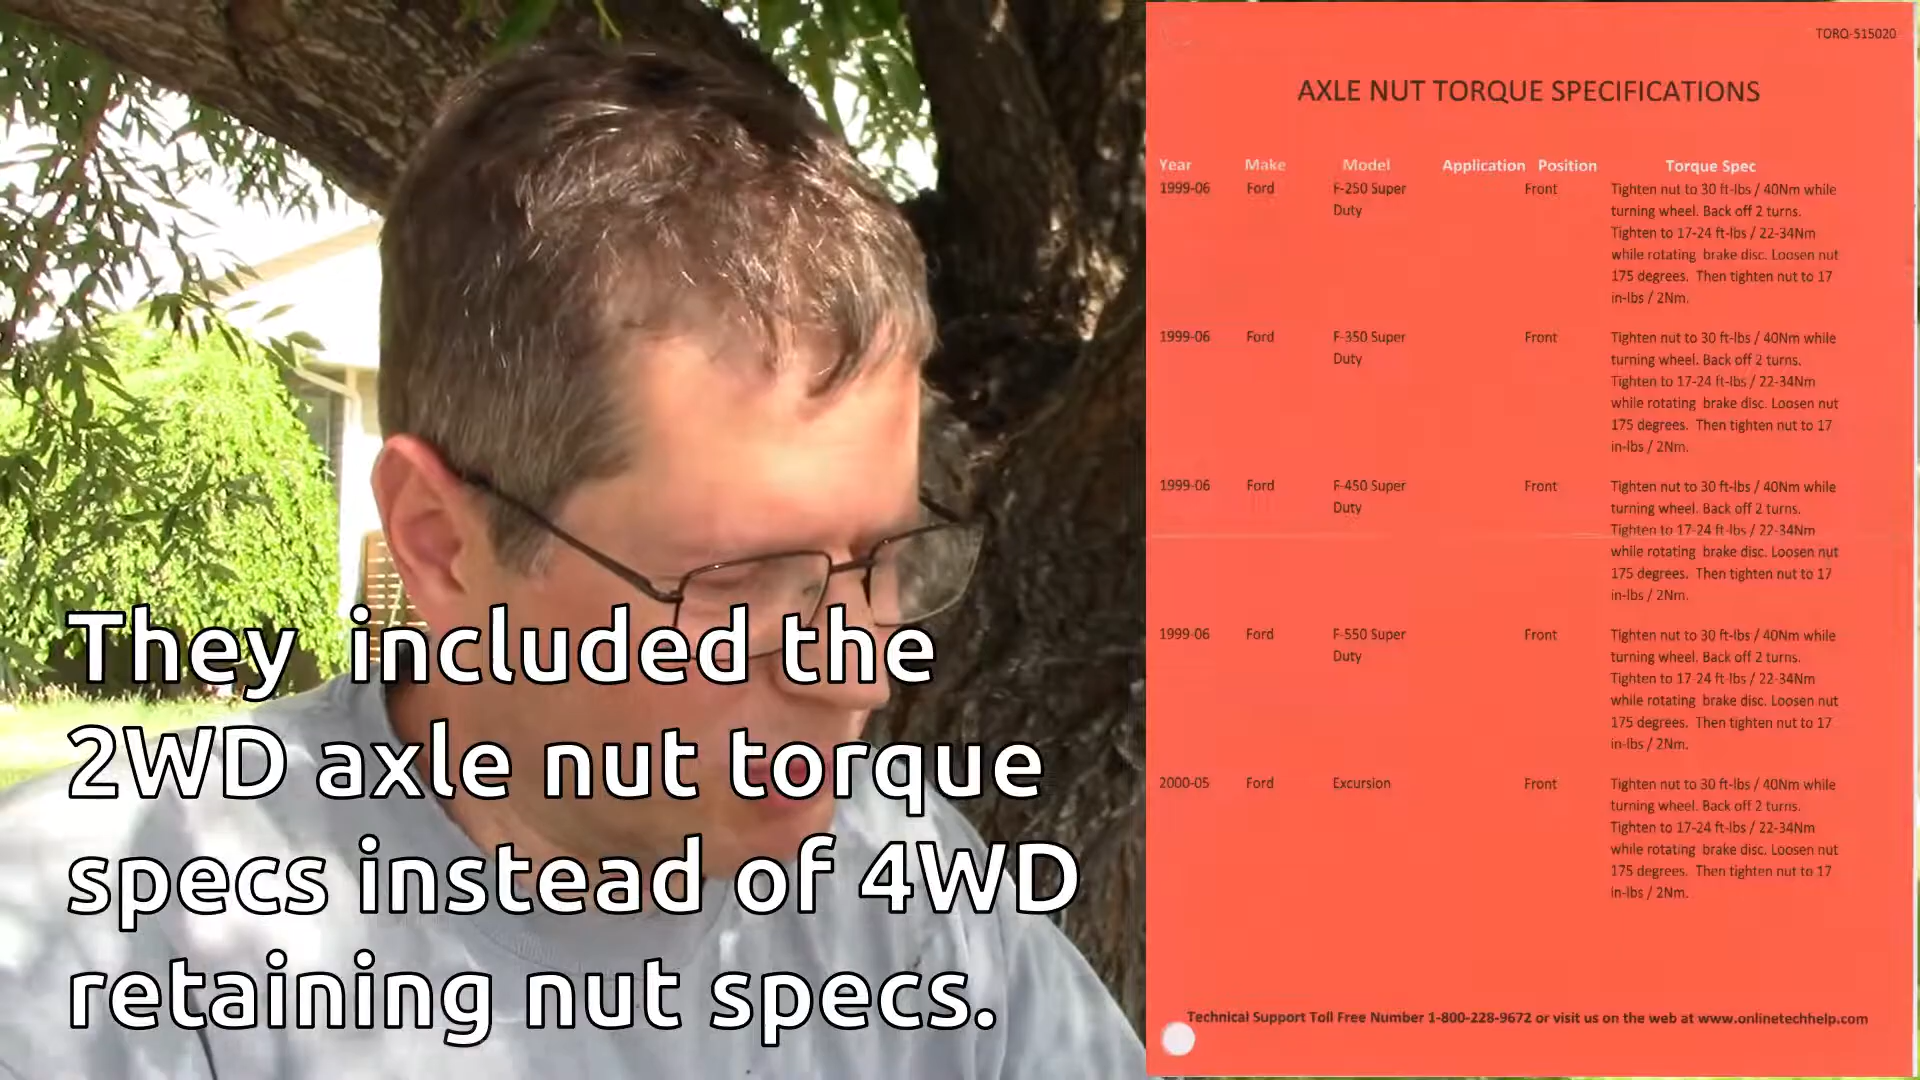 They included the
2WD axle nut torque
specs instead of 4WD
retaining nut specs.
TORQ-515020
AXLE NUT TORQUE SPECIFICATIONS
Year Make Model Application Position Torque Spec
1999-06 Ford F-250 Super Front Tighten nut to 30 ft-lbs / 40Nm while
Duty turning wheel. Back off 2 turns.
Tighten to 17-24 ft-lbs / 22-34Nm
while rotating brake disc. Loosen nut
175 degrees. Then tighten nut to 17
in-lbs / 2Nm.
1999-06 Ford F-350 Super Front Tighten nut to 30 ft-lbs / 40Nm while
Duty turning wheel. Back off 2 turns.
Tighten to 17-24 ft-lbs / 22-34Nm
while rotating brake disc. Loosen nut
175 degrees. Then tighten nut to 17
in-lbs / 2Nm.
1999-06 Ford F-450 Super Front Tighten nut to 30 ft-lbs / 40Nm while
Duty turning wheel. Back off 2 turns.
Tighten to 17-24 ft-lbs / 22-34Nm
while rotating brake disc. Loosen nut
175 degrees. Then tighten nut to 17
in-lbs / 2Nm.
1999-06 Ford F-550 Super Front Tighten nut to 30 ft-lbs / 40Nm while
Duty turning wheel. Back off 2 turns.
Tighten to 17-24 ft-lbs / 22-34Nm
while rotating brake disc. Loosen nut
175 degrees. Then tighten nut to 17
in-lbs / 2Nm.
2000-05 Ford Excursion Front Tighten nut to 30 ft-lbs / 40Nm while
turning wheel. Back off 2 turns.
Tighten to 17-24 ft-lbs / 22-34Nm
while rotating brake disc. Loosen nut
175 degrees. Then tighten nut to 17
in-lbs / 2Nm.
Technical Support Toll Free Number 1-800-228-9672 or visit us on the web at www.onlinetechhelp.com